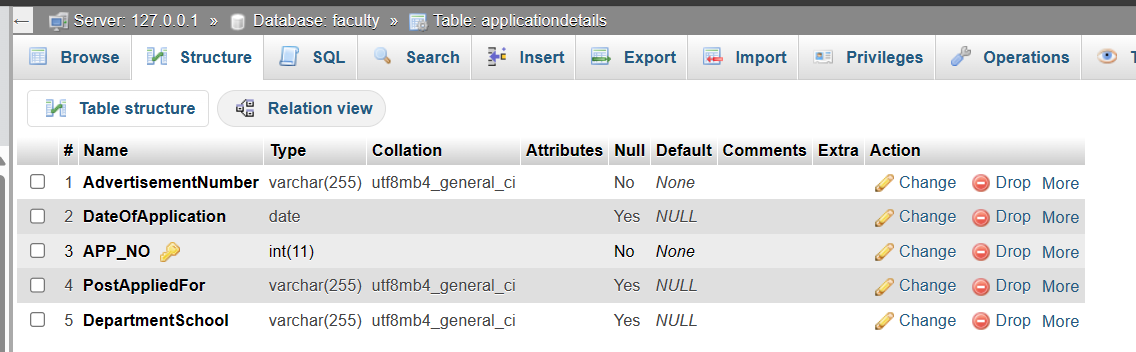 ← Server: 127.0.0.1 » Database: faculty » Table: applicationdetails
Browse Structure SQL Search Insert Export Import Privileges Operations
Table structure Relation view
# Name Type Collation Attributes Null Default Comments Extra Action
1 AdvertisementNumber varchar(255) utf8mb4_general_ci No None Change Drop More
2 DateOfApplication date Yes NULL Change Drop More
3 APP_NO int(11) No None Change Drop More
4 PostAppliedFor varchar(255) utf8mb4_general_ci Yes NULL Change Drop More
5 DepartmentSchool varchar(255) utf8mb4_general_ci Yes NULL Change Drop More